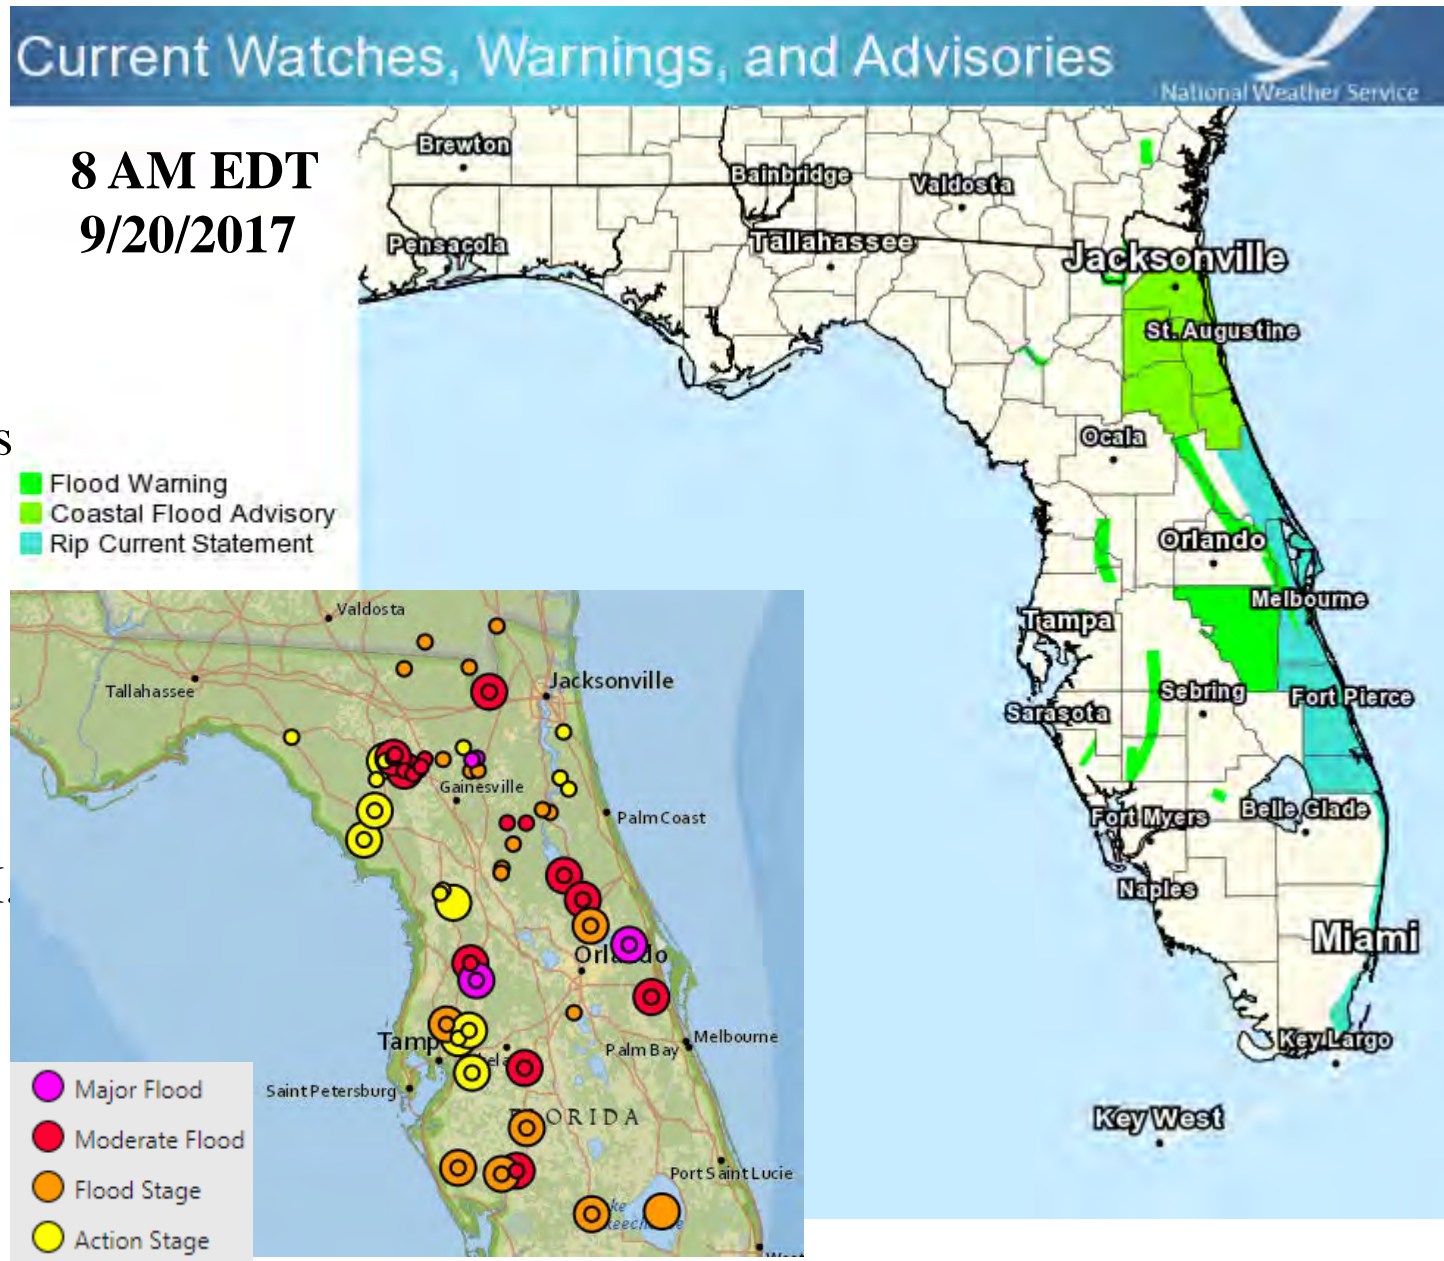 Current Watches, Warnings, and Advisories
National Weather Service
8 AM EDT
9/20/2017
Brewton
Bainbridge
Valdosta
Pensacola
Tallahassee
Jacksonville
St. Augustine
Ocala
Orlando
Melbourne
Tampa
Sebring
Fort Pierce
Sarasota
Fort Myers
Belle Glade
Naples
Miami
Key Largo
Key West
s
Flood Warning
Coastal Flood Advisory
Rip Current Statement
Valdosta
Tallahassee
Jacksonville
Gainesville
Palm Coast
Orlando
Tamp
Melbourne
Palm Bay
Saint Petersburg
FLORIDA
Port Saint Lucie
Major Flood
Moderate Flood
Flood Stage
Action Stage